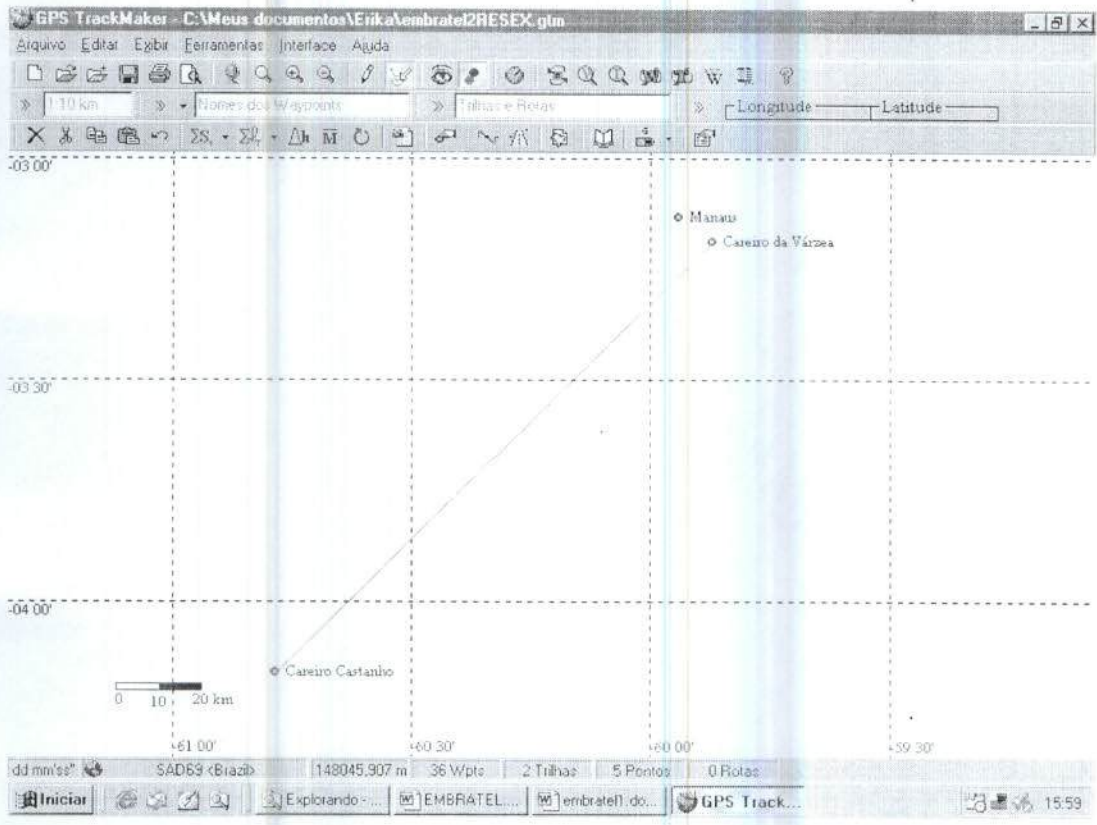 GPS TrackMaker - C:\Meus documentos\Erika\embratel2RESEX.gtm
Arquivo Editar Exibir Ferramentas Interface Ajuda
1:10 km Nomes dos Waypoints Trilhas e Rotas Longitude Latitude
-03 00'
Manaus
Careiro da Várzea
-03 30'
-04 00'
Careiro Castanho
0 10 20 km
-61 00' -60 30' -60 00' -59 30'
dd mm'ss" SAD69 <Brazil> 148045,907 m 36 Wpts 2 Trilhas 5 Pontos 0 Rotas
Iniciar Explorando -... EMBRATEL.... embratel1.do... GPS Track... 15:59